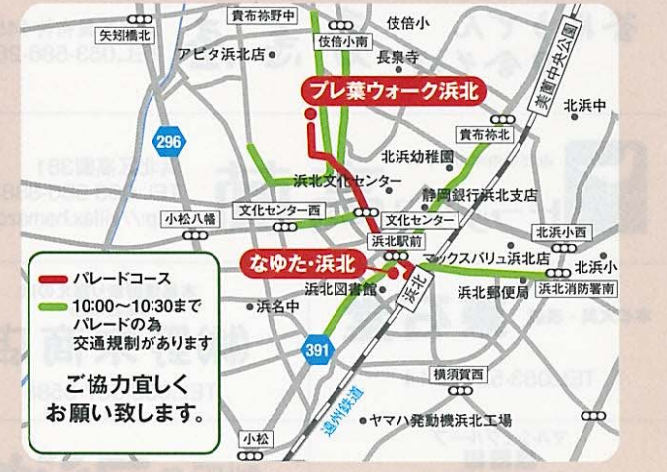 貴布祢野中
矢矧橋北
伎倍小
伎倍小南
アピタ浜北店
長泉寺
美薗中央公園
プレ葉ウォーク浜北
浜北中
貴布祢北
296
北浜幼稚園
浜北文化センター
静岡銀行浜北支店
文化センター西
文化センター
小松八幡
浜北駅前
北浜小西
マックスバリュ浜北店
なゆた・浜北
北浜小
浜北図書館
浜北
浜北郵便局
浜北消防署南
浜名中
391
横須賀西
遠州鉄道
ヤマハ発動機浜北工場
小松
パレードコース
10:00〜10:30まで
パレードの為
交通規制があります
ご協力宜しく
お願い致します。